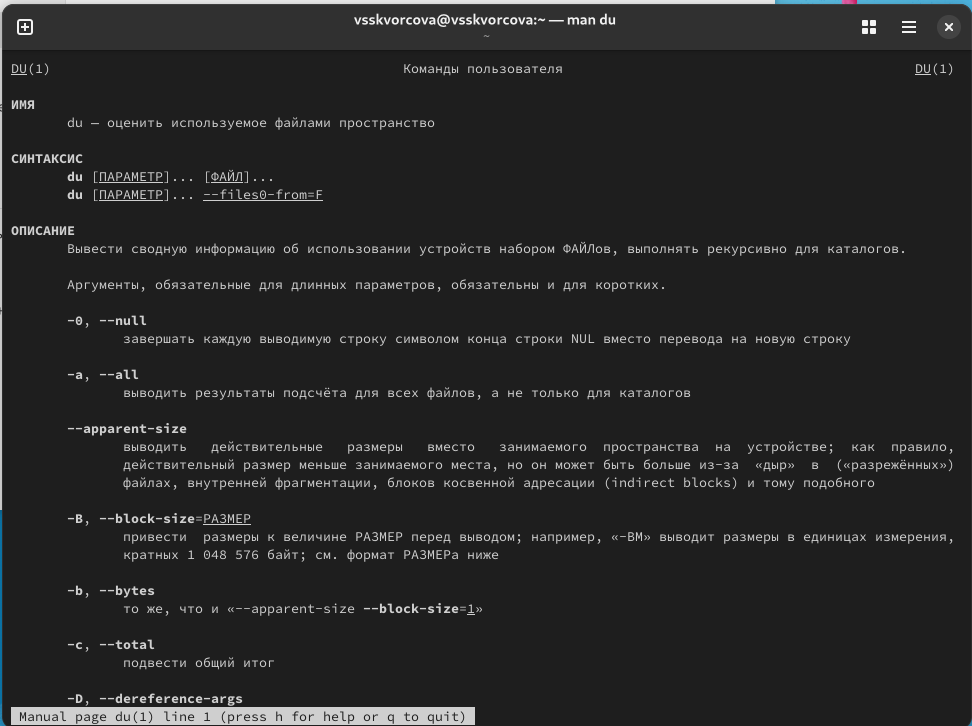 vsskvorcova@vsskvorcova:~ — man du
~
DU(1) Команды пользователя DU(1)
ИМЯ
du – оценить используемое файлами пространство
СИНТАКСИС
du [ПАРАМЕТР]... [ФАЙЛ]...
du [ПАРАМЕТР]... --files0-from=F
ОПИСАНИЕ
Вывести сводную информацию об использовании устройств набором ФАЙЛов, выполнять рекурсивно для каталогов.
Аргументы, обязательные для длинных параметров, обязательны и для коротких.
-0, --null
завершать каждую выводимую строку символом конца строки NUL вместо перевода на новую строку
-a, --all
выводить результаты подсчёта для всех файлов, а не только для каталогов
--apparent-size
выводить действительные размеры вместо занимаемого пространства на устройстве; как правило,
действительный размер меньше занимаемого места, но он может быть больше из-за «дыр» в («разрежённых»)
файлах, внутренней фрагментации, блоков косвенной адресации (indirect blocks) и тому подобного
-B, --block-size=РАЗМЕР
привести размеры к величине РАЗМЕР перед выводом; например, «-BM» выводит размеры в единицах измерения,
кратных 1 048 576 байт; см. формат РАЗМЕРа ниже
-b, --bytes
то же, что и «--apparent-size --block-size=1»
-c, --total
подвести общий итог
-D, --dereference-args
Manual page du(1) line 1 (press h for help or q to quit)